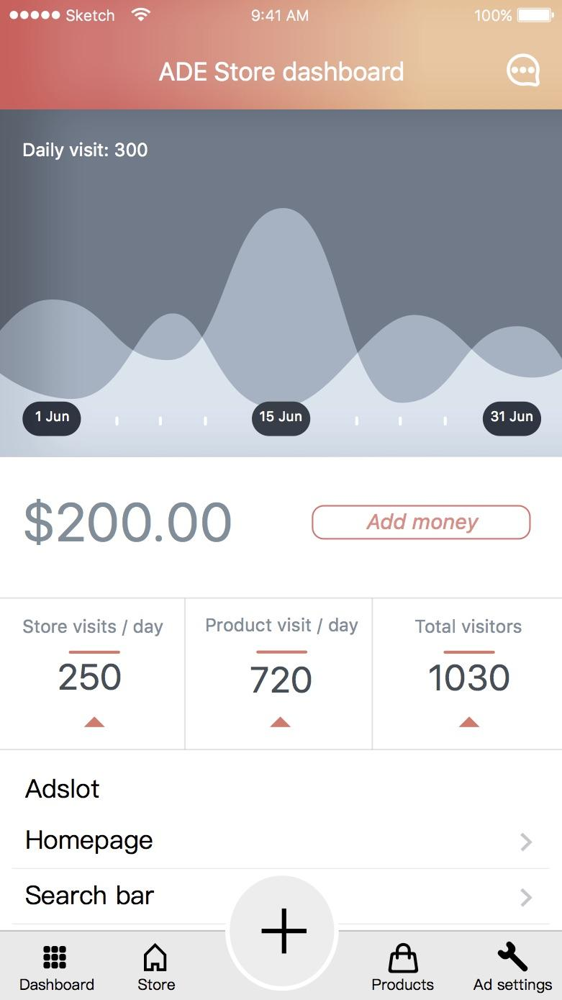 Sketch 9:41 AM 100%
ADE Store dashboard
Daily visit: 300
1 Jun 15 Jun 31 Jun
$200.00 Add money
Store visits / day Product visit / day Total visitors
250 720 1030
Adslot
Homepage
Search bar
Dashboard Store Products Ad settings